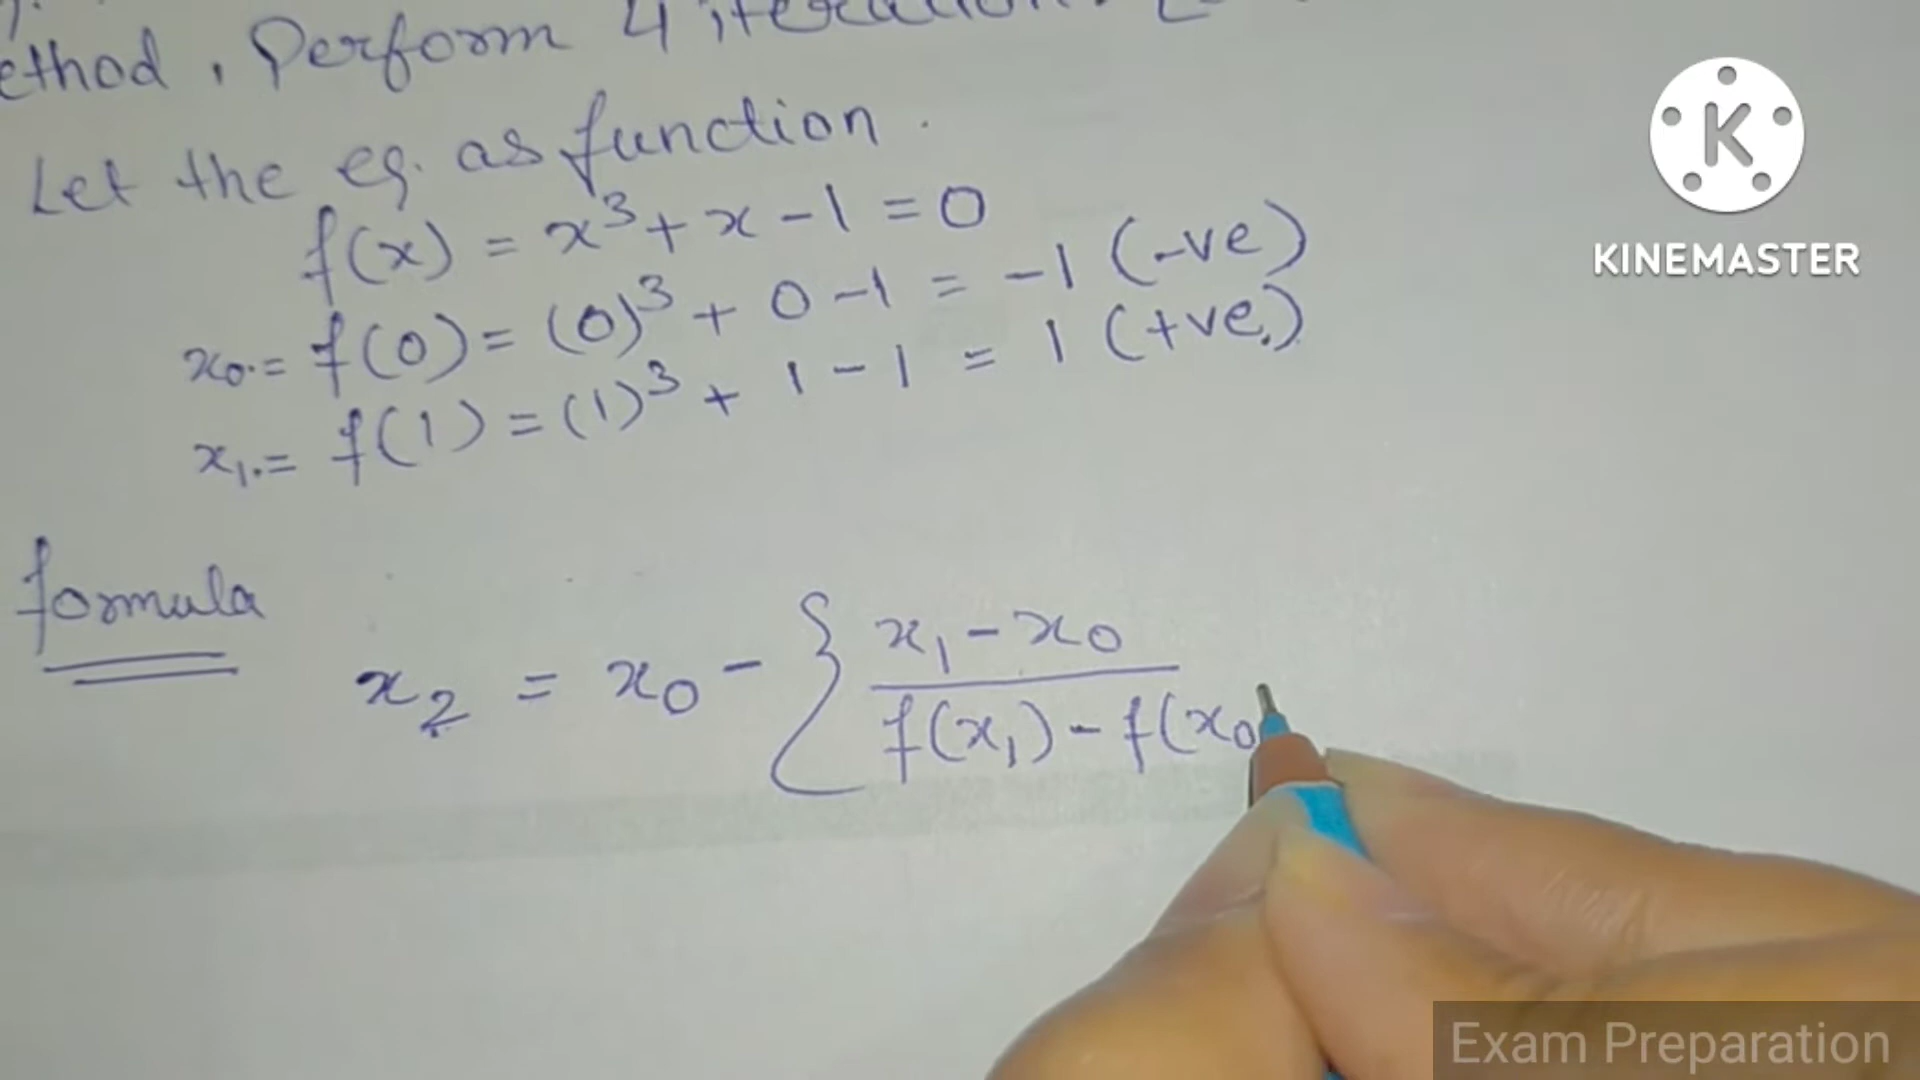 ethod, Perform 4 iterations.
Let the eq. as function.
f(x) = x³ + x - 1 = 0
x₀.= f(0) = (0)³ + 0 - 1 = -1 (-ve)
x₁.= f(1) = (1)³ + 1 - 1 = 1 (+ve.)
formula
x₂ = x₀ - { x₁ - x₀
f(x₁) - f(x₀
K
KINEMASTER
Exam Preparation